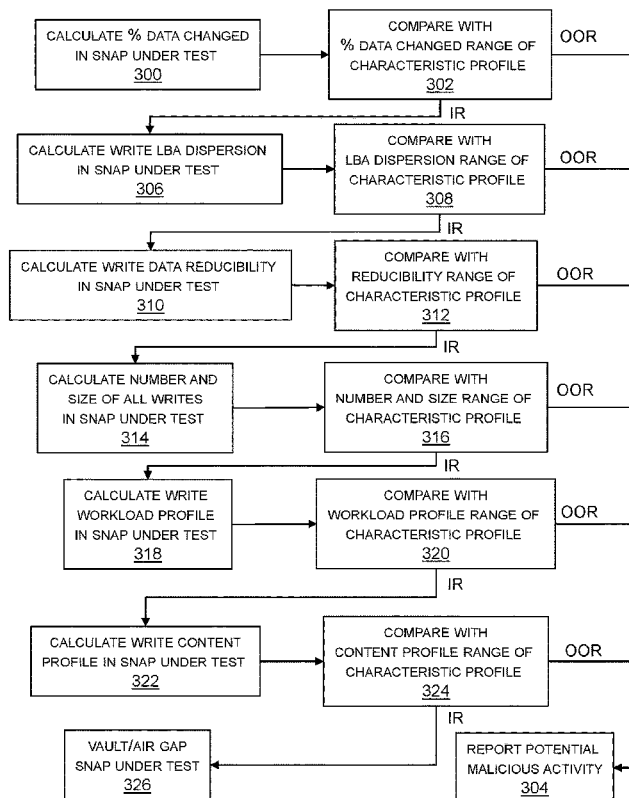 CALCULATE % DATA CHANGED
IN SNAP UNDER TEST
300
COMPARE WITH
% DATA CHANGED RANGE OF
CHARACTERISTIC PROFILE
302
OOR
IR
CALCULATE WRITE LBA DISPERSION
IN SNAP UNDER TEST
306
COMPARE WITH
LBA DISPERSION RANGE OF
CHARACTERISTIC PROFILE
308
OOR
IR
CALCULATE WRITE DATA REDUCIBILITY
IN SNAP UNDER TEST
310
COMPARE WITH
REDUCIBILITY RANGE OF
CHARACTERISTIC PROFILE
312
OOR
IR
CALCULATE NUMBER AND
SIZE OF ALL WRITES
IN SNAP UNDER TEST
314
COMPARE WITH
NUMBER AND SIZE RANGE OF
CHARACTERISTIC PROFILE
316
OOR
IR
CALCULATE WRITE
WORKLOAD PROFILE
IN SNAP UNDER TEST
318
COMPARE WITH
WORKLOAD PROFILE RANGE OF
CHARACTERISTIC PROFILE
320
OOR
IR
CALCULATE WRITE CONTENT
PROFILE IN SNAP UNDER TEST
322
COMPARE WITH
CONTENT PROFILE RANGE OF
CHARACTERISTIC PROFILE
324
OOR
IR
VAULT/AIR GAP
SNAP UNDER TEST
326
REPORT POTENTIAL
MALICIOUS ACTIVITY
304